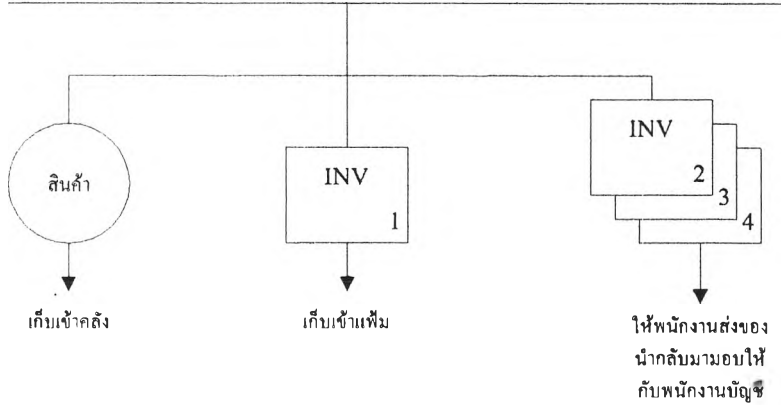 สินค้า
INV
1
INV
2
3
4
เก็บเข้าคลัง
เก็บเข้าแฟ้ม
ให้พนักงานส่งของ
นำกลับมามอบให้
กับพนักงานบัญชี